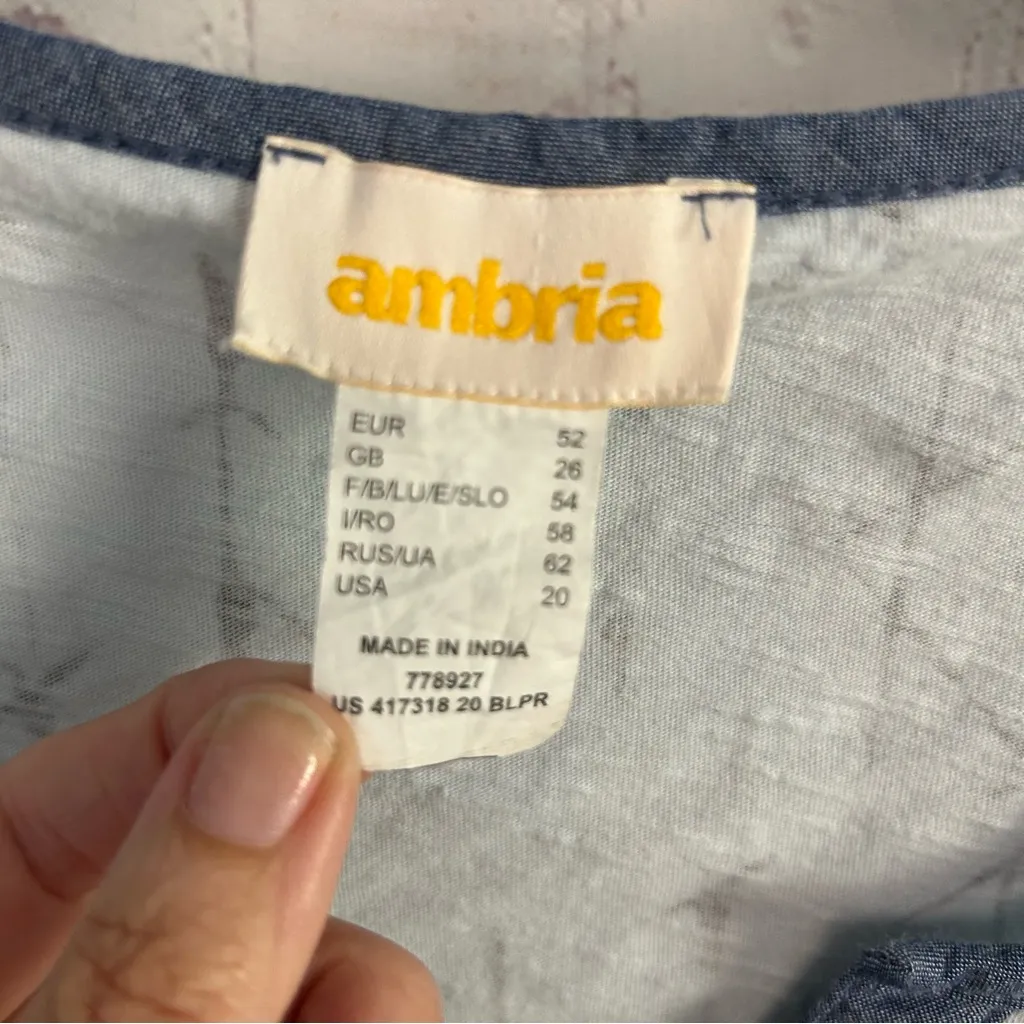 ambria
EUR 52
GB 26
F/B/LU/E/SLO 54
I/RO 58
RUS/UA 62
USA 20
MADE IN INDIA
778927
US 417318 20 BLPR